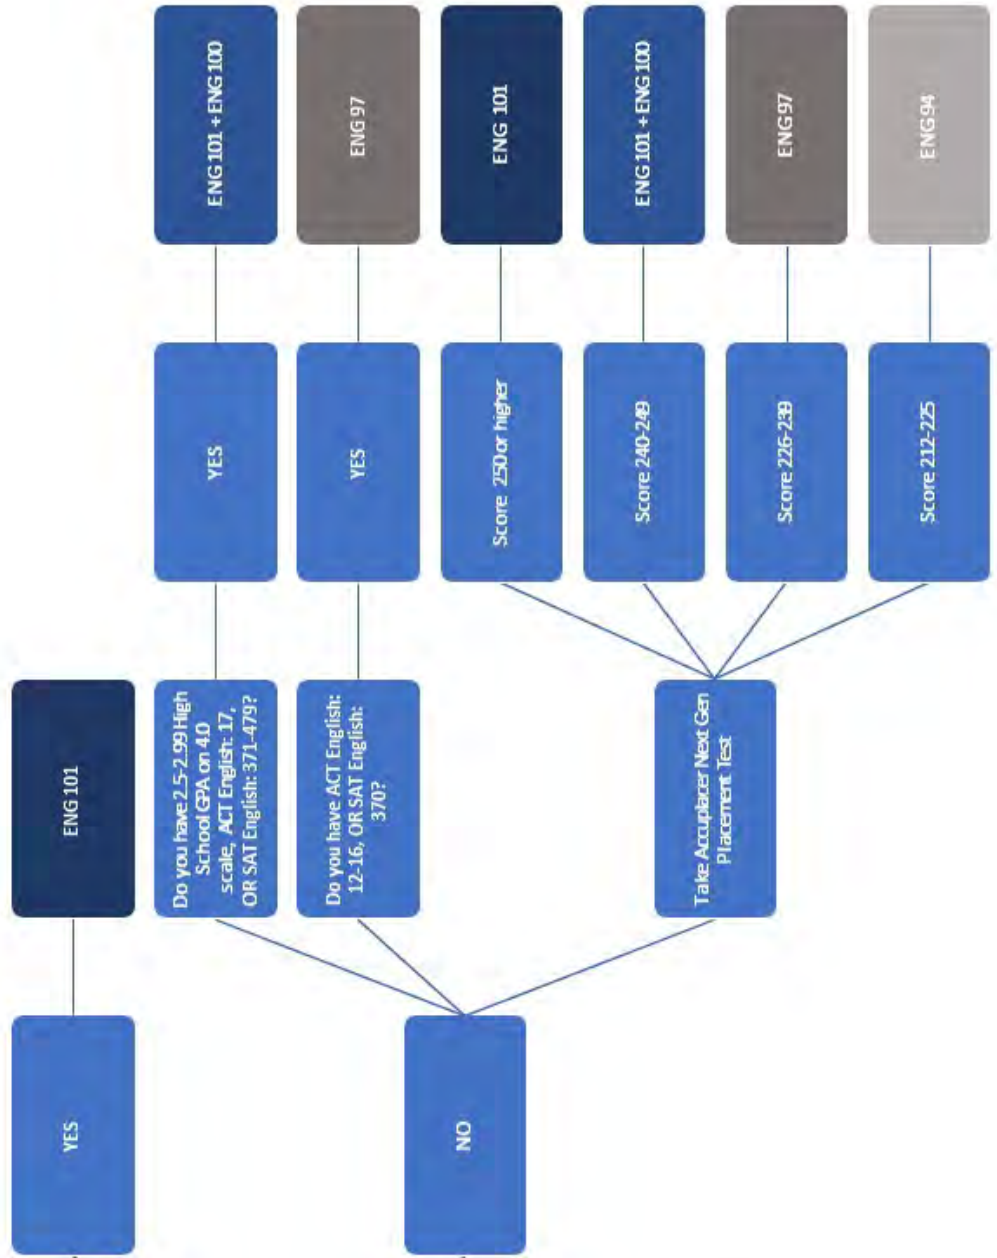 YES
ENG 101
NO
Do you have 2.5-2.99 High
School GPA on 4.0
scale, ACT English: 17,
OR SAT English: 371-479?
YES
ENG 101 + ENG 100
Do you have ACT English:
12-16, OR SAT English:
370?
YES
ENG 97
Take Accuplacer Next Gen
Placement Test
Score 250 or higher
ENG 101
Score 240-249
ENG 101 + ENG 100
Score 226-239
ENG 97
Score 212-225
ENG 94